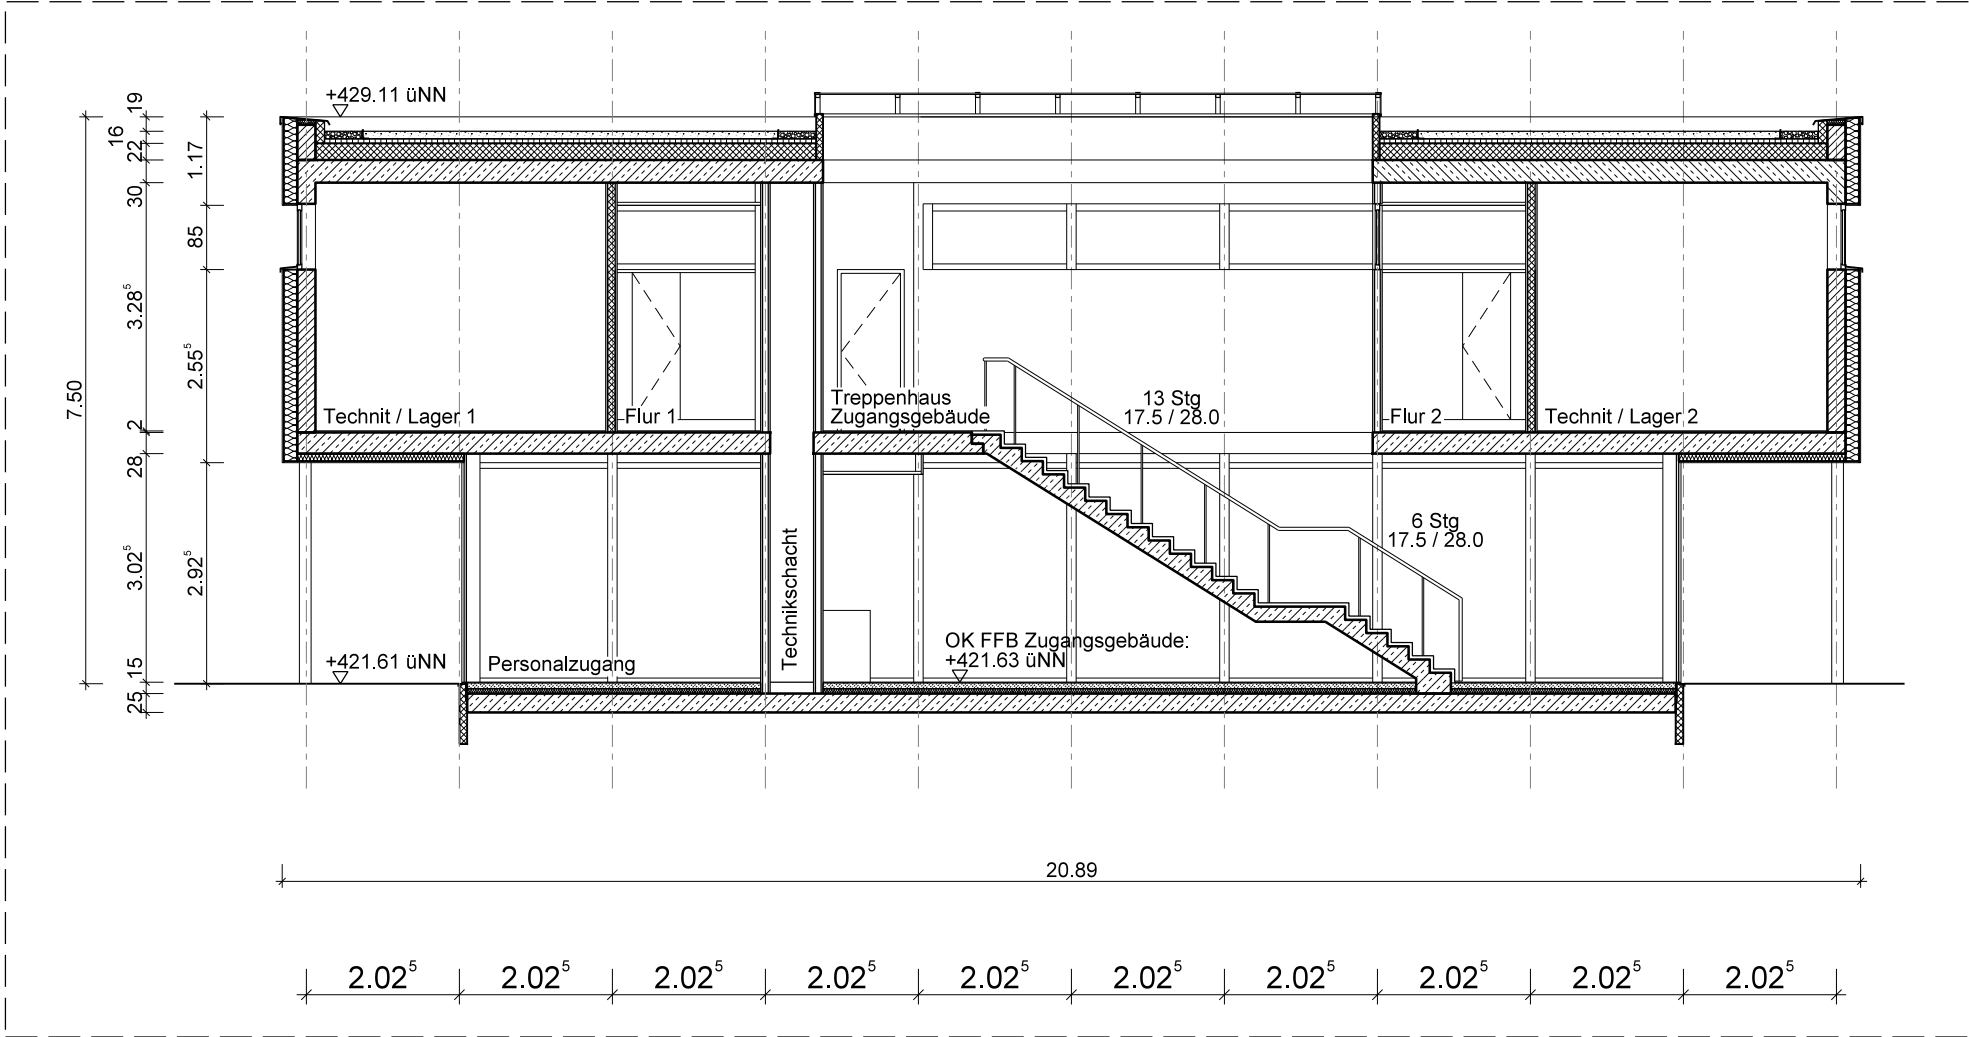 +429.11 üNN
19
16
22
1.17
30
85
3.28⁵
2.55⁵
7.50
2
28
3.02⁵
2.92⁵
15
25
Technit / Lager 1
Flur 1
Treppenhaus
Zugangsgebäude
13 Stg
17.5 / 28.0
Flur 2
Technit / Lager 2
6 Stg
17.5 / 28.0
Technikschacht
OK FFB Zugangsgebäude:
+421.63 üNN
+421.61 üNN
Personalzugang
20.89
2.02⁵ 2.02⁵ 2.02⁵ 2.02⁵ 2.02⁵ 2.02⁵ 2.02⁵ 2.02⁵ 2.02⁵ 2.02⁵